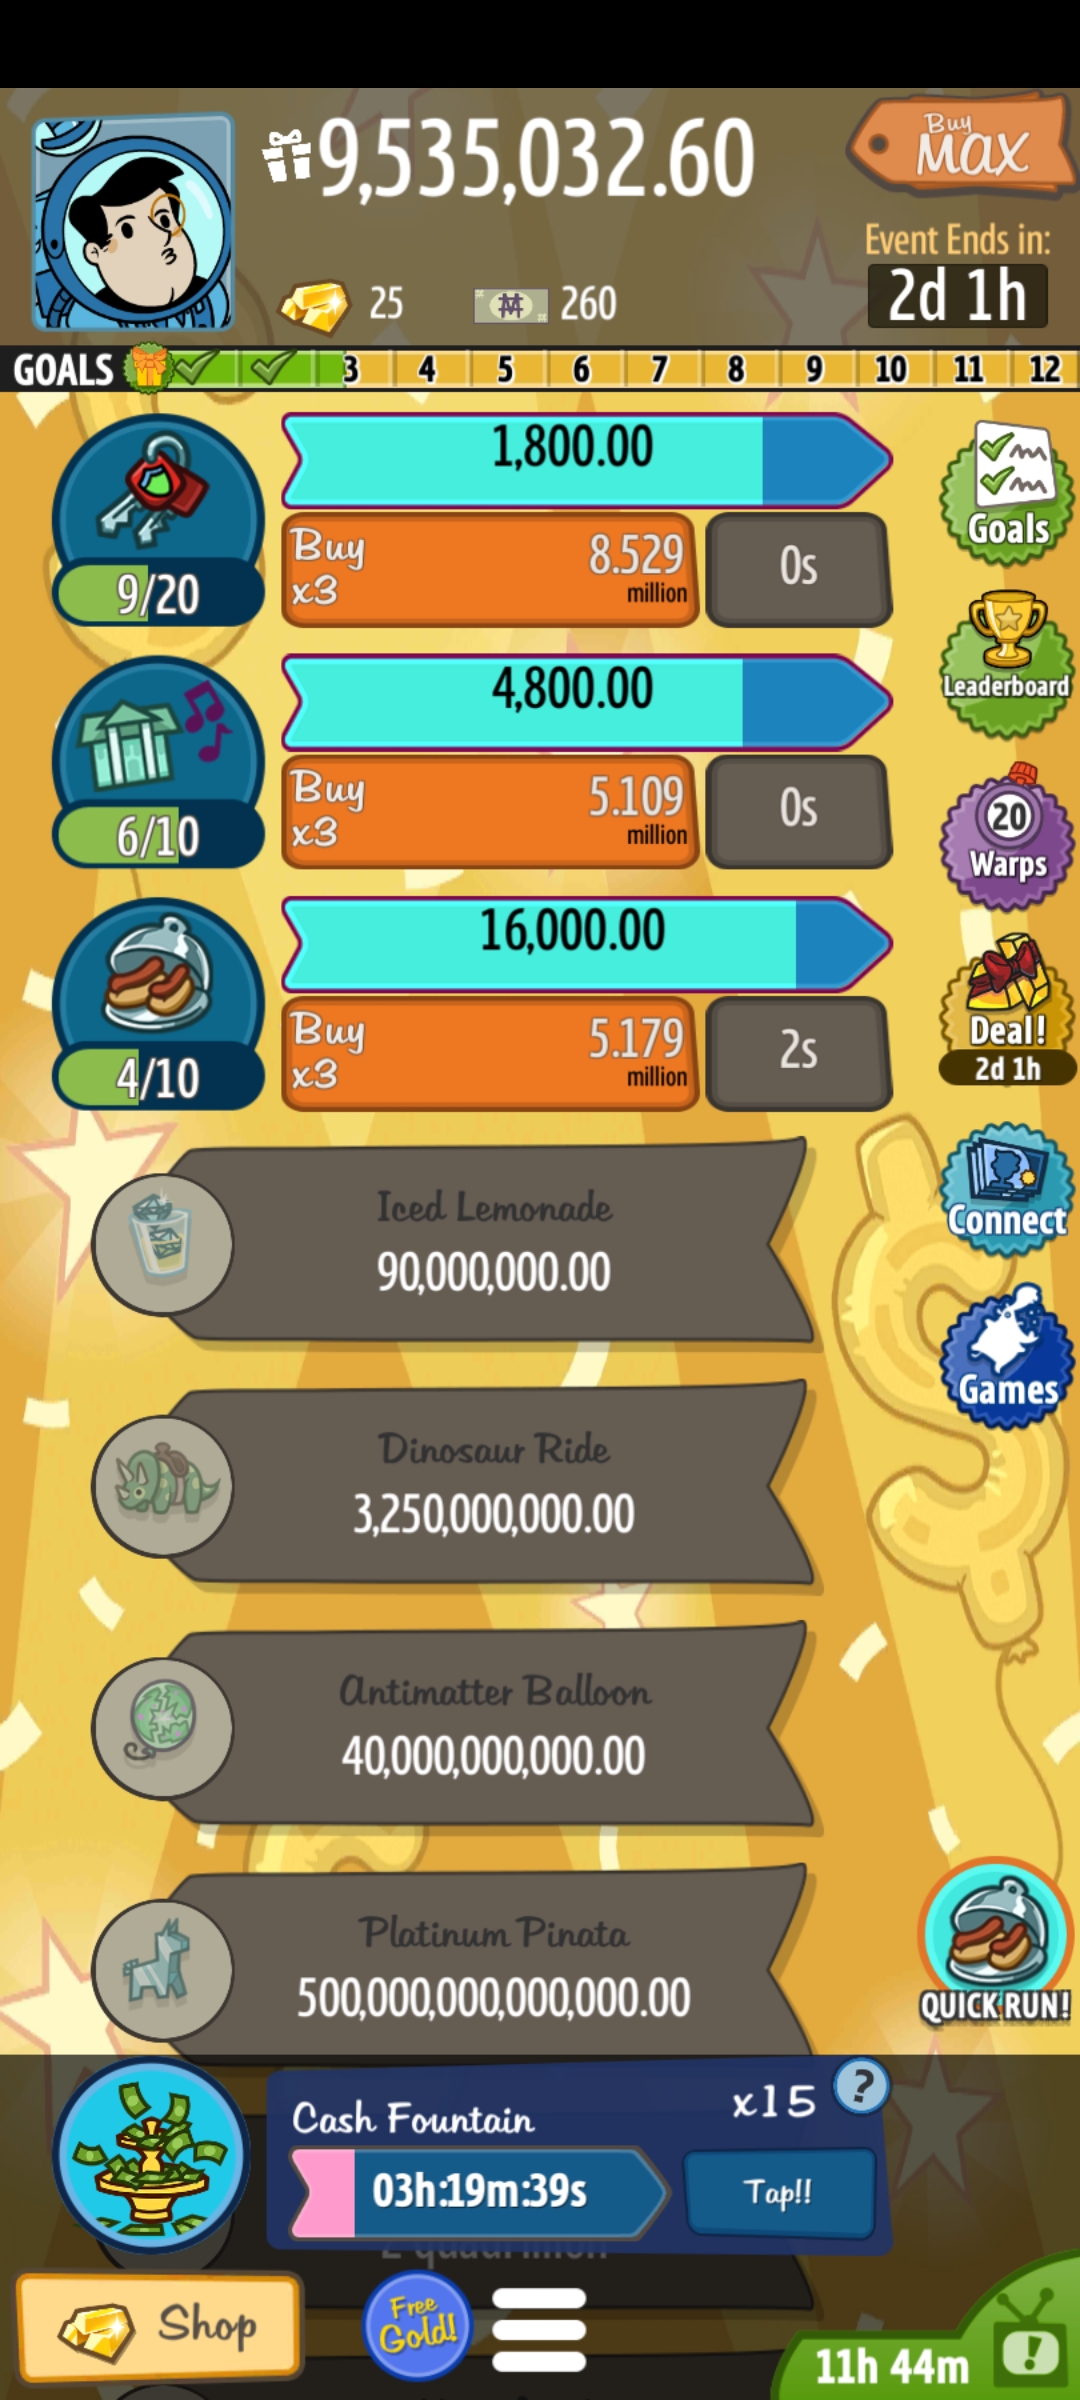 9,535,032.60
Buy
MAX
Event Ends in:
2d 1h
25
260
GOALS 3 4 5 6 7 8 9 10 11 12
1,800.00
Buy
x3
8.529
million
0s
9/20
Goals
4,800.00
Buy
x3
5.109
million
0s
6/10
Leaderboard
20
Warps
16,000.00
Buy
x3
5.179
million
2s
4/10
Deal!
2d 1h
Iced Lemonade
90,000,000.00
Connect
Games
Dinosaur Ride
3,250,000,000.00
Antimatter Balloon
40,000,000,000.00
Platinum Pinata
500,000,000,000,000.00
QUICK RUN!
Cash Fountain
x15
?
03h:19m:39s
Tap!!
2 quadrillion
Shop
Free
Gold!
11h 44m
!